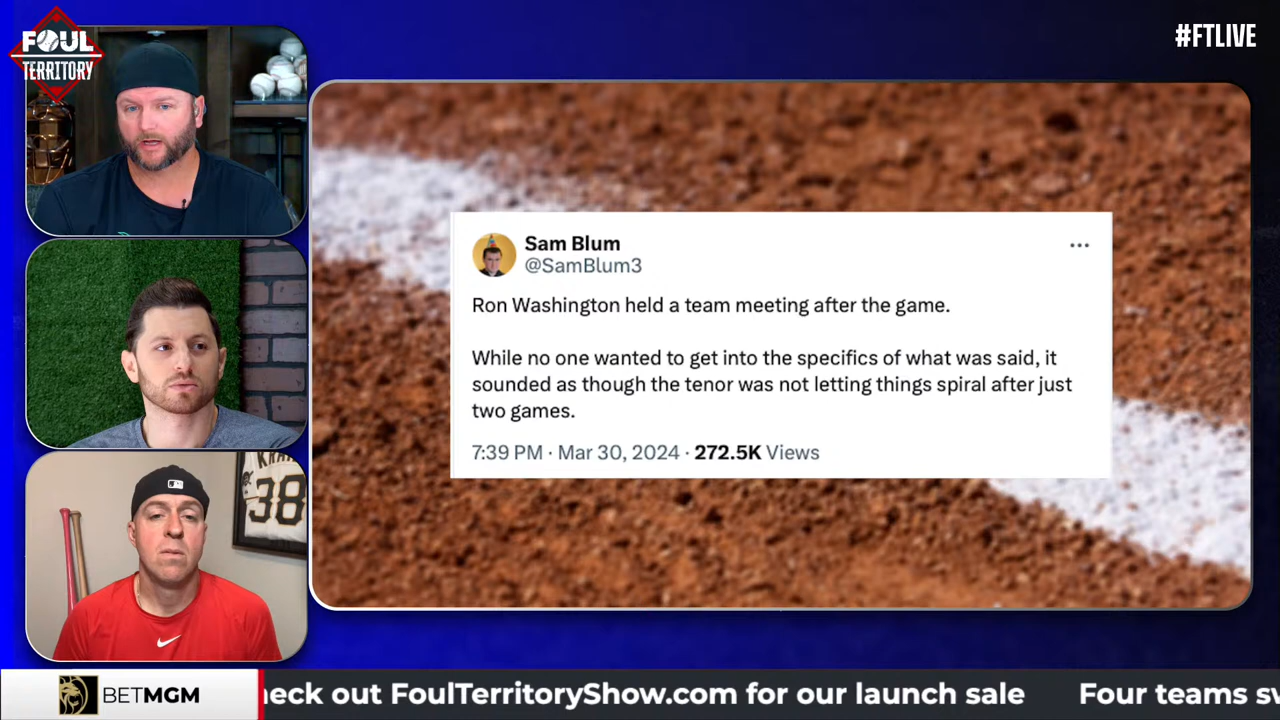 FOUL
TERRITORY
#FTLIVE
Sam Blum
@SamBlum3
Ron Washington held a team meeting after the game.
While no one wanted to get into the specifics of what was said, it
sounded as though the tenor was not letting things spiral after just
two games.
7:39 PM · Mar 30, 2024 · 272.5K Views
38
BETMGM
eck out FoulTerritoryShow.com for our launch sale
Four teams sv